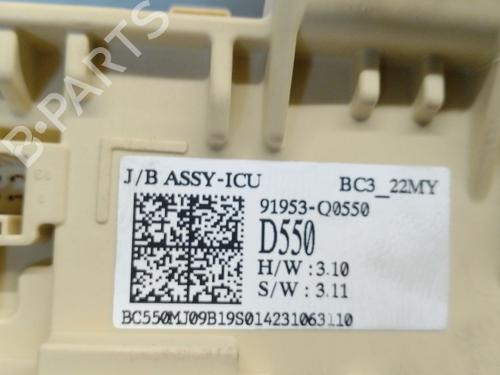 J/B ASSY-ICU BC3_22MY
91953-Q0550
D550
H/W : 3.10
S/W : 3.11
BC550MJ09B19S014231063110
B-PARTS